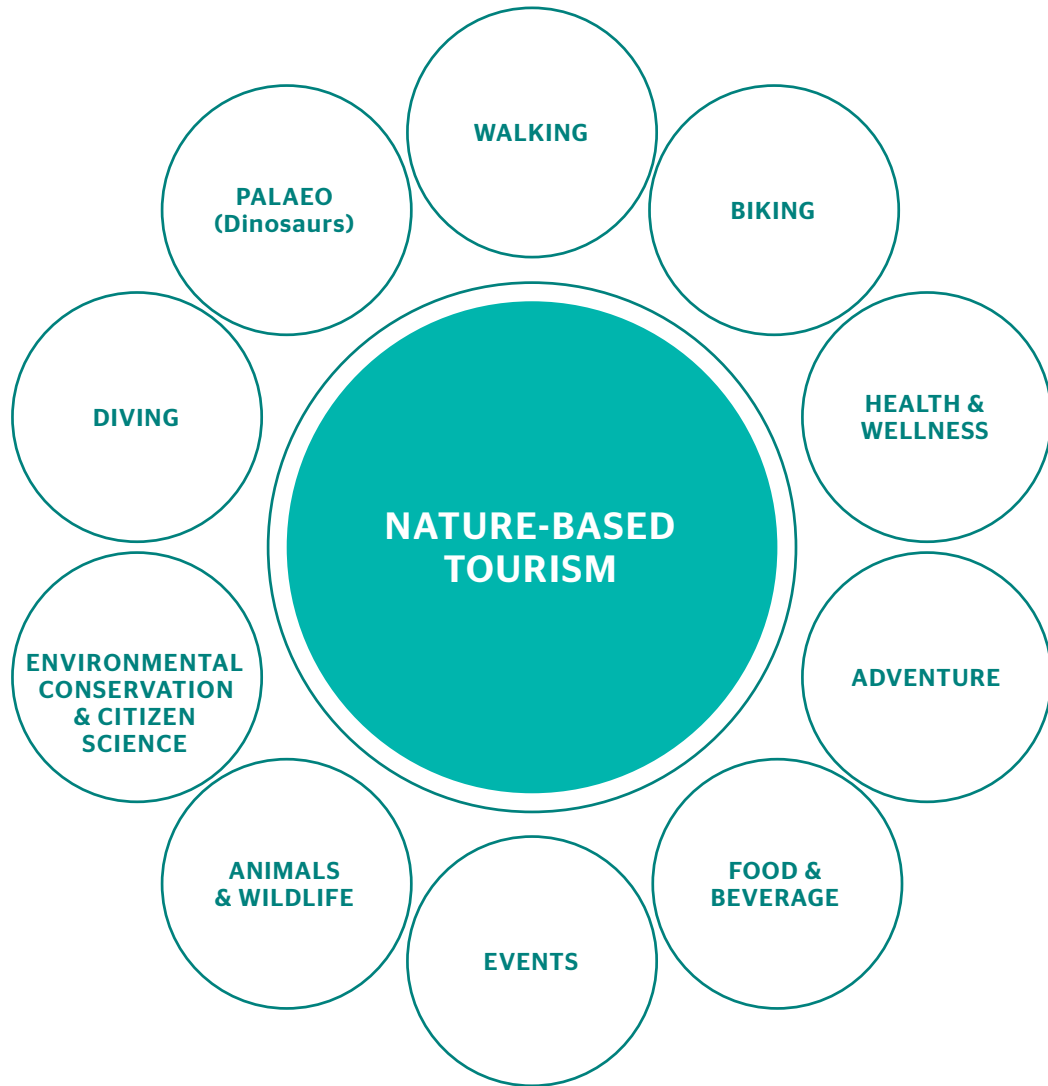 WALKING
PALAEO
(Dinosaurs)
BIKING
DIVING
HEALTH &
WELLNESS
NATURE-BASED
TOURISM
ENVIRONMENTAL
CONSERVATION
& CITIZEN
SCIENCE
ADVENTURE
ANIMALS
& WILDLIFE
FOOD &
BEVERAGE
EVENTS